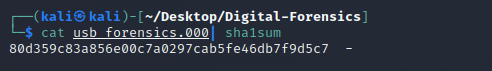 ┌──(kali㉿kali)-[~/Desktop/Digital-Forensics]
└─$ cat usb_forensics.000| sha1sum
80d359c83a856e00c7a0297cab5fe46db7f9d5c7  -